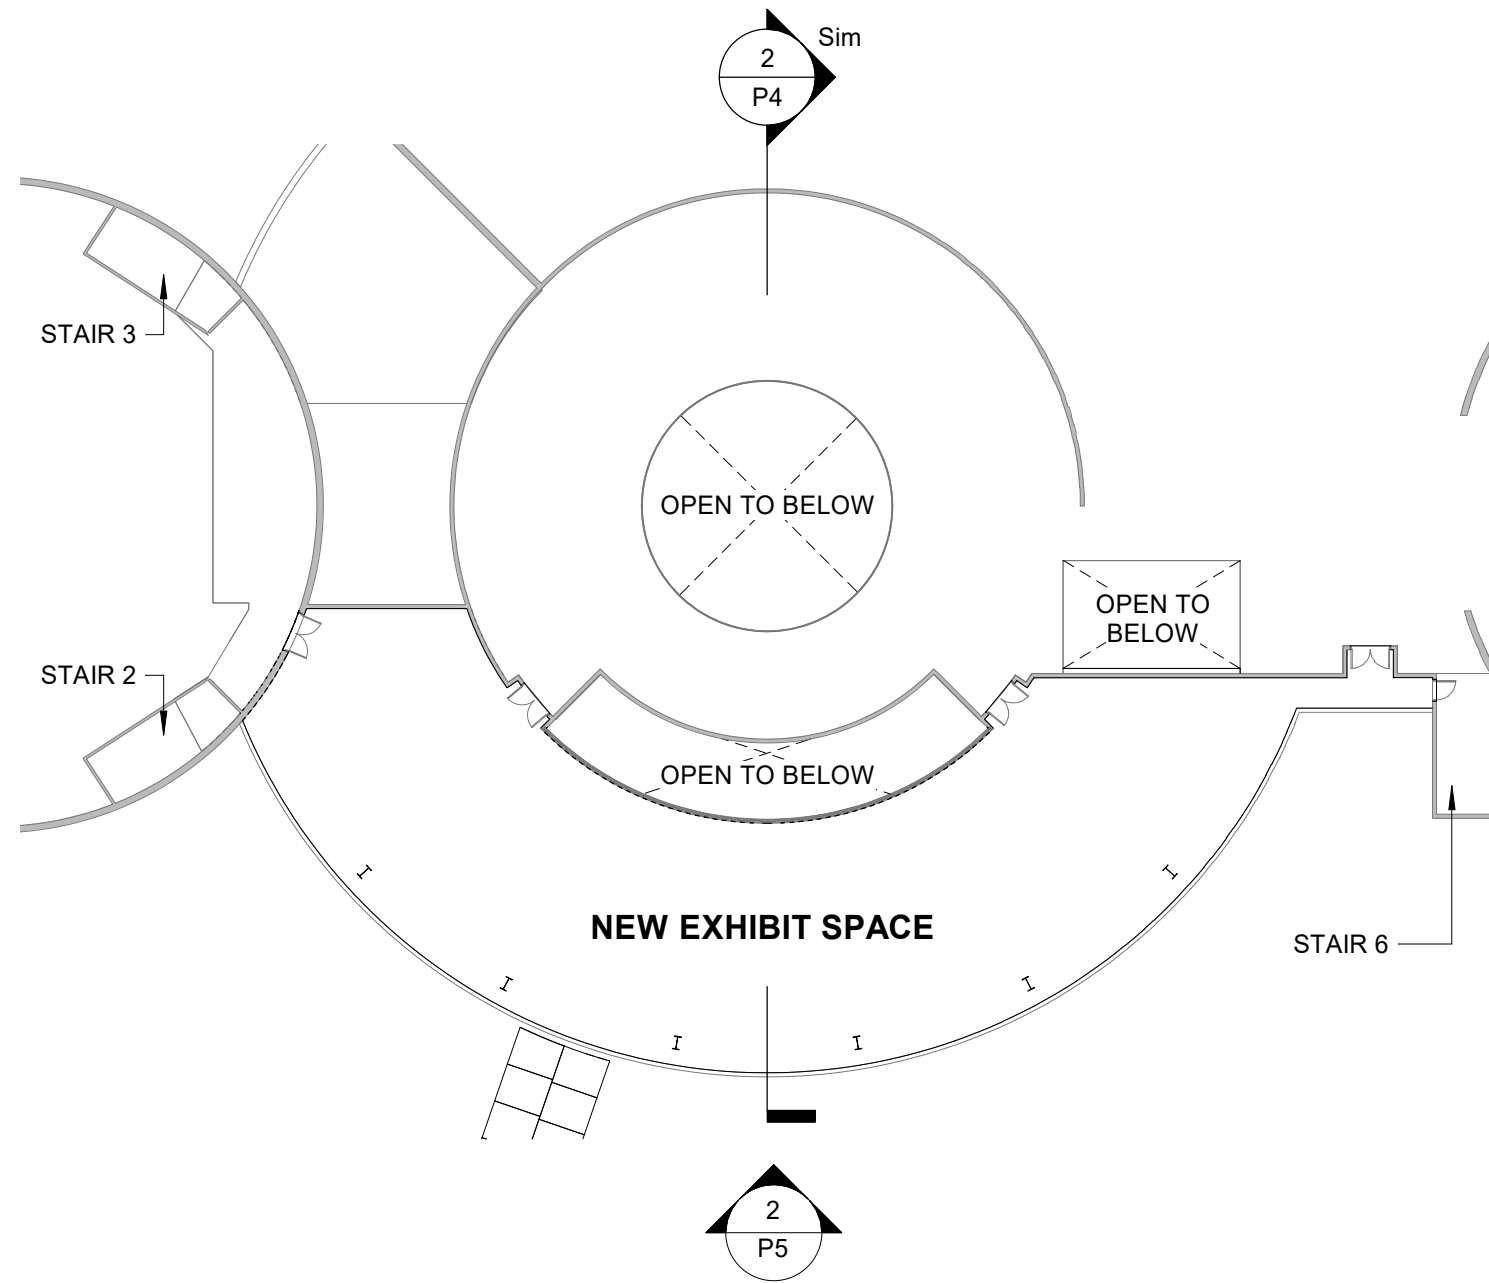 Sim
2
P4
STAIR 3
OPEN TO BELOW
OPEN TO
BELOW
STAIR 2
OPEN TO BELOW
NEW EXHIBIT SPACE
STAIR 6
2
P5